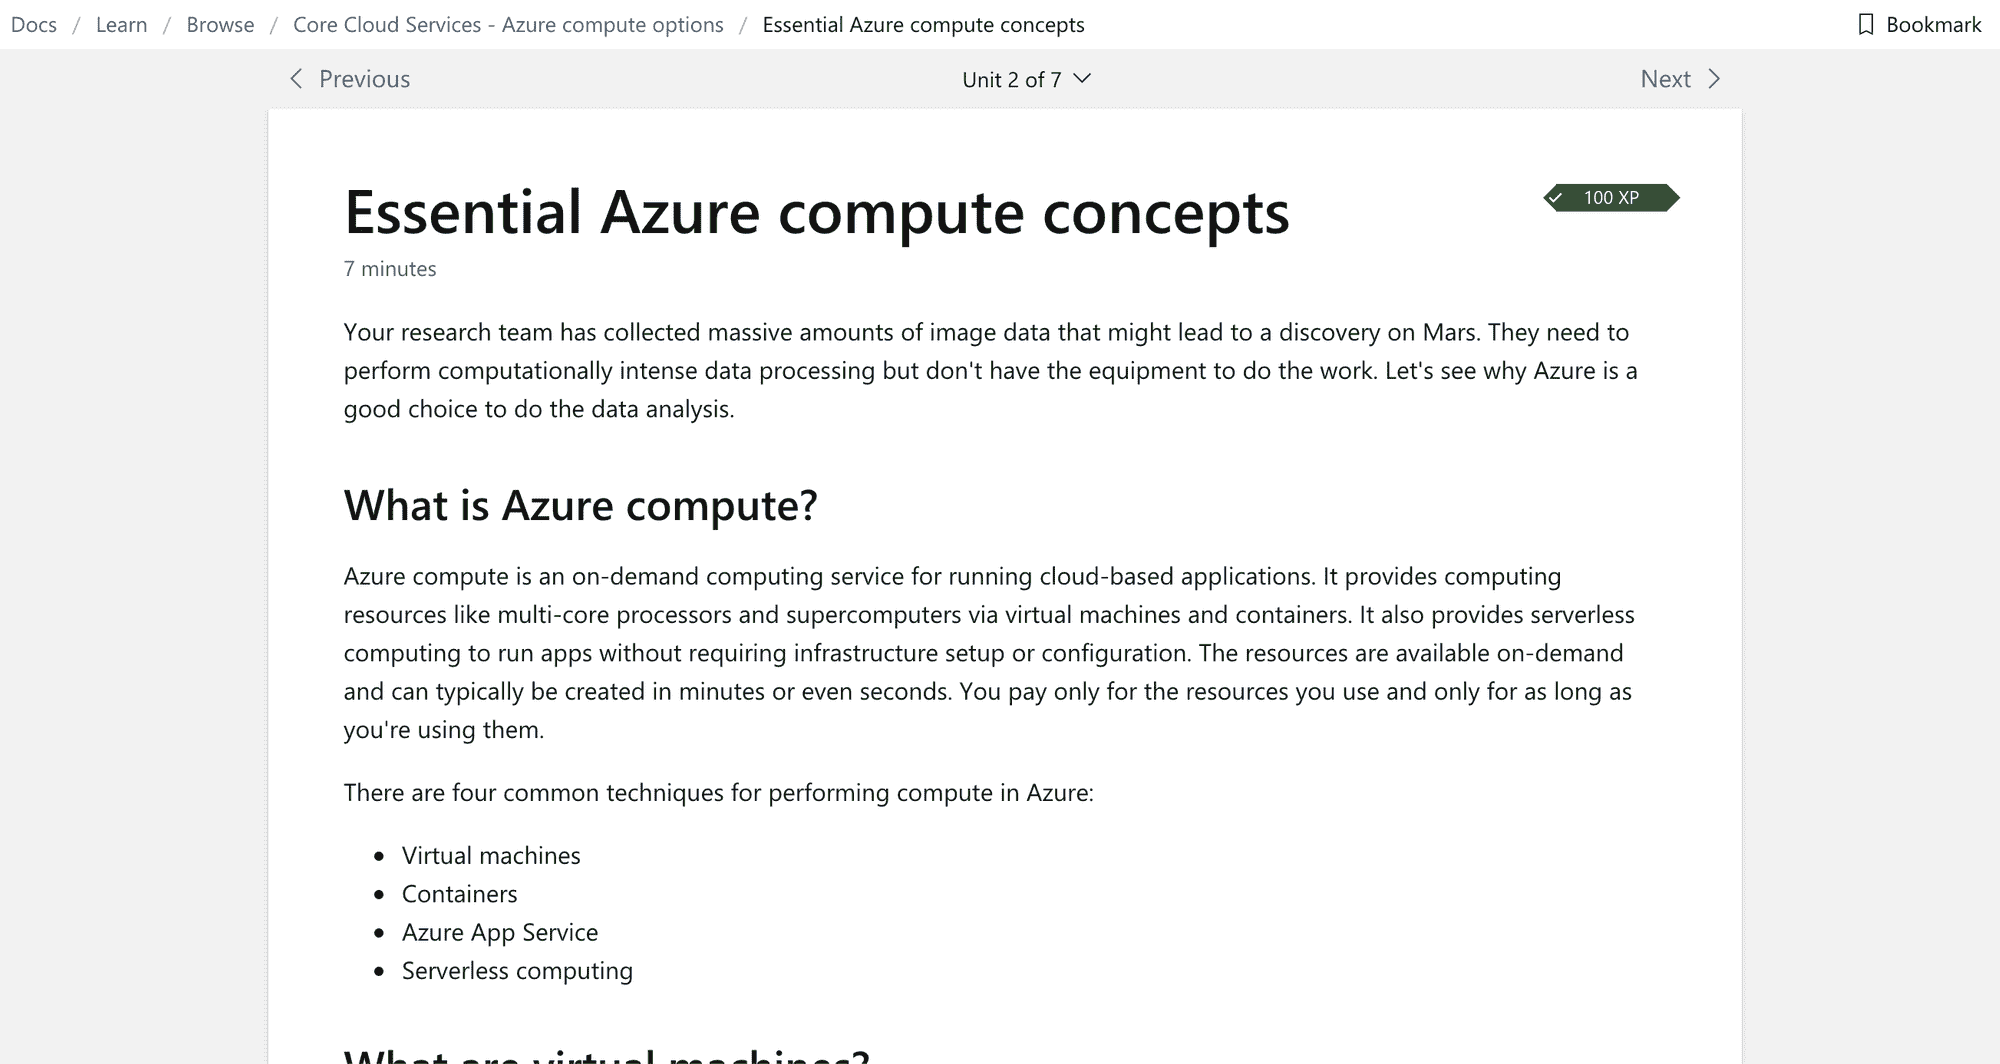 Docs / Learn / Browse / Core Cloud Services - Azure compute options / Essential Azure compute concepts
Bookmark
Previous
Unit 2 of 7
Next
Essential Azure compute concepts
100 XP
7 minutes
Your research team has collected massive amounts of image data that might lead to a discovery on Mars. They need to
perform computationally intense data processing but don't have the equipment to do the work. Let's see why Azure is a
good choice to do the data analysis.
What is Azure compute?
Azure compute is an on-demand computing service for running cloud-based applications. It provides computing
resources like multi-core processors and supercomputers via virtual machines and containers. It also provides serverless
computing to run apps without requiring infrastructure setup or configuration. The resources are available on-demand
and can typically be created in minutes or even seconds. You pay only for the resources you use and only for as long as
you're using them.
There are four common techniques for performing compute in Azure:
• Virtual machines
• Containers
• Azure App Service
• Serverless computing
What are virtual machines?